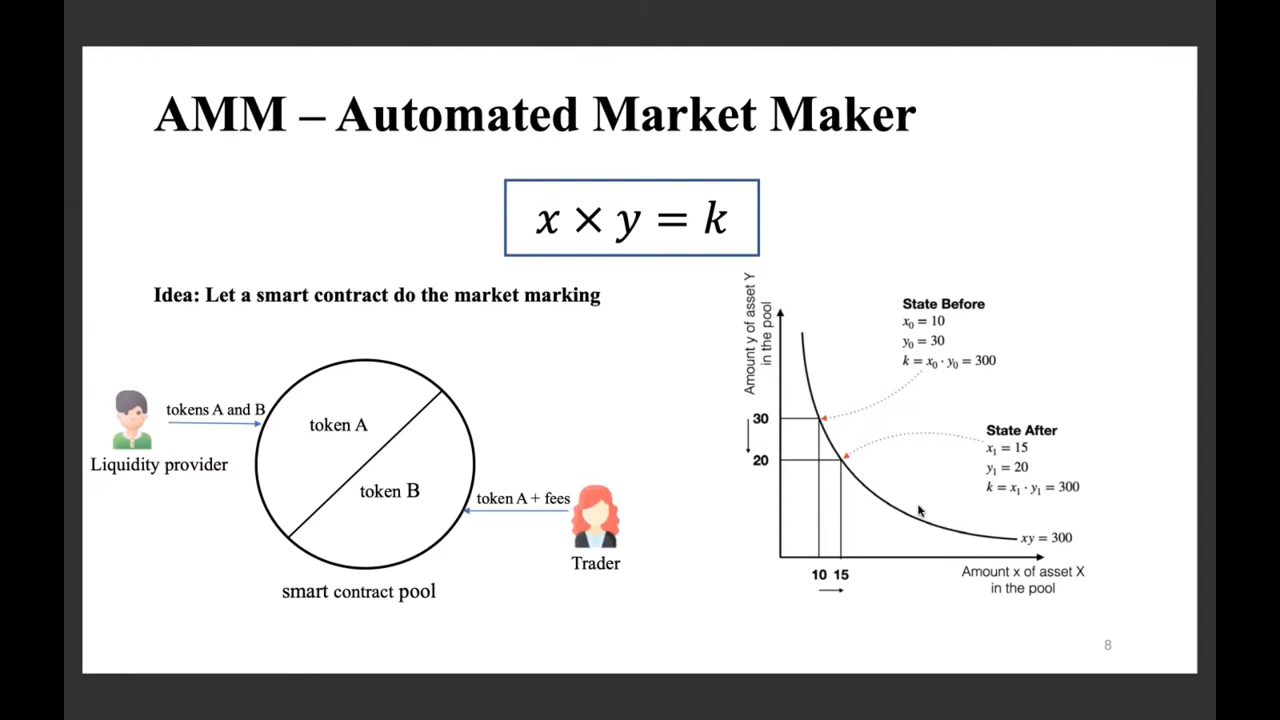 AMM – Automated Market Maker
x × y = k
Idea: Let a smart contract do the market marking
tokens A and B
Liquidity provider
token A
token B
token A + fees
Trader
smart contract pool
Amount y of asset Y
in the pool
State Before
x₀ = 10
y₀ = 30
k = x₀ · y₀ = 300
State After
x₁ = 15
y₁ = 20
k = x₁ · y₁ = 300
30
20
xy = 300
10 15
Amount x of asset X
in the pool
8